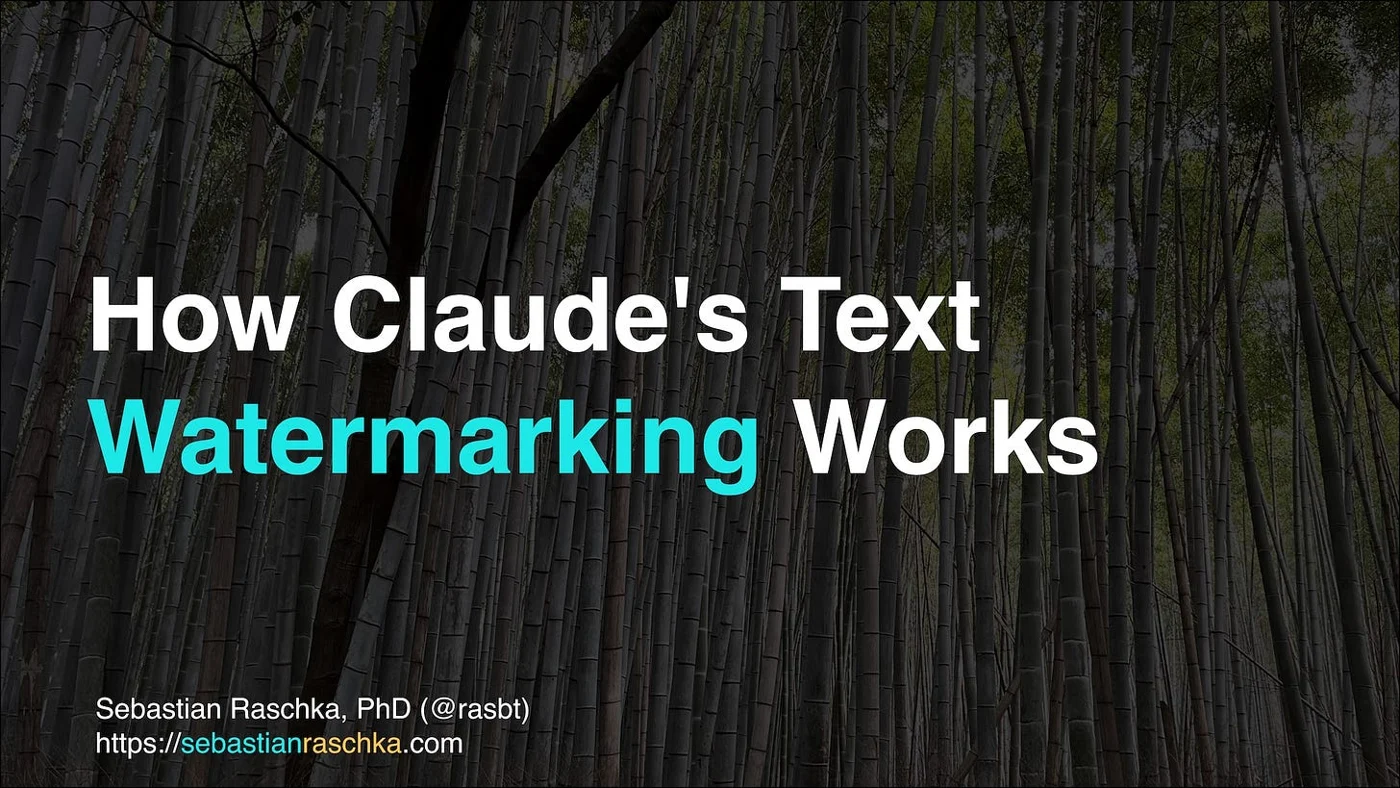 How Claude's Text
Watermarking Works
Sebastian Raschka, PhD (@rasbt)
https://sebastianraschka.com